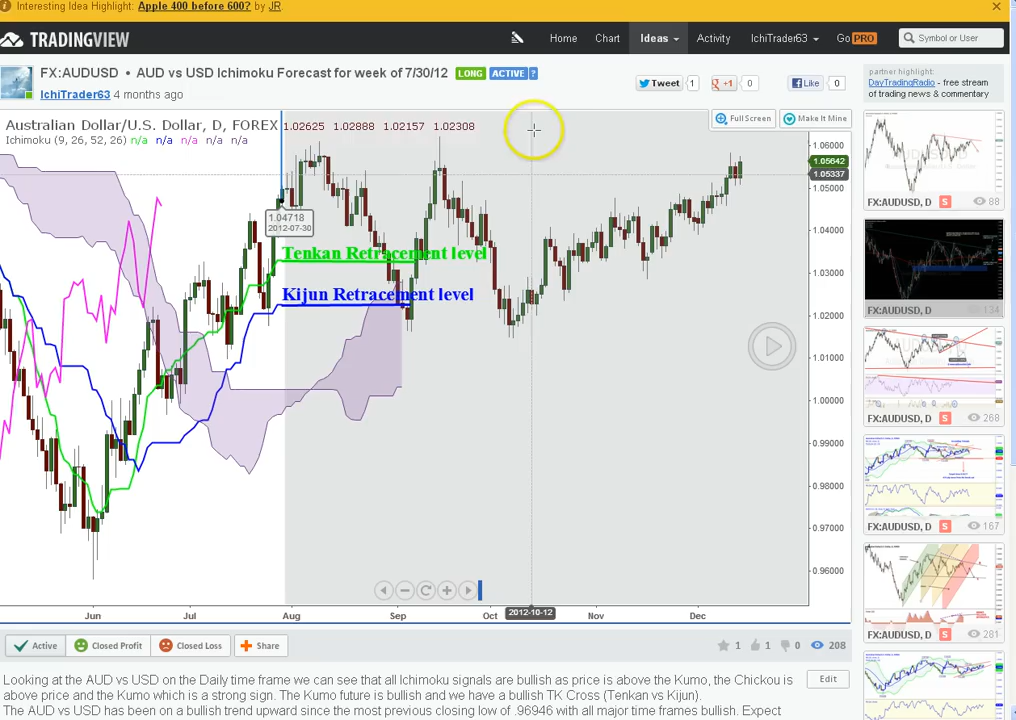 Interesting Idea Highlight: Apple 400 before 600? by JR
TRADINGVIEW
Home
Chart
Ideas
Activity
IchiTrader63
Go PRO
Symbol or User
FX:AUDUSD • AUD vs USD Ichimoku Forecast for week of 7/30/12 LONG ACTIVE ?
IchiTrader63 4 months ago
Tweet 1
+1 0
Like 0
partner highlight:
DayTradingRadio - free stream
of trading news & commentary
Australian Dollar/U.S. Dollar, D, FOREX 1.02625 1.02888 1.02157 1.02308
Ichimoku (9, 26, 52, 26) n/a n/a n/a n/a n/a
Full Screen
Make It Mine
1.06000
1.05642
1.05337
1.05000
1.04000
1.03000
1.02000
1.01000
1.00000
0.99000
0.98000
0.97000
0.96000
1.04718
2012-07-30
Tenkan Retracement level
Kijun Retracement level
Jun
Jul
Aug
Sep
Oct
2012-10-12
Nov
Dec
FX:AUDUSD, D S 88
FX:AUDUSD, D S 134
FX:AUDUSD, D S 268
FX:AUDUSD, D S 167
FX:AUDUSD, D S 281
Active
Closed Profit
Closed Loss
Share
1
1
0
208
Looking at the AUD vs USD on the Daily time frame we can see that all Ichimoku signals are bullish as price is above the Kumo, the Chickou is
above price and the Kumo which is a strong sign. The Kumo future is bullish and we have a bullish TK Cross (Tenkan vs Kijun).
The AUD vs USD has been on a bullish trend upward since the most previous closing low of .96946 with all major time frames bullish. Expect
Edit